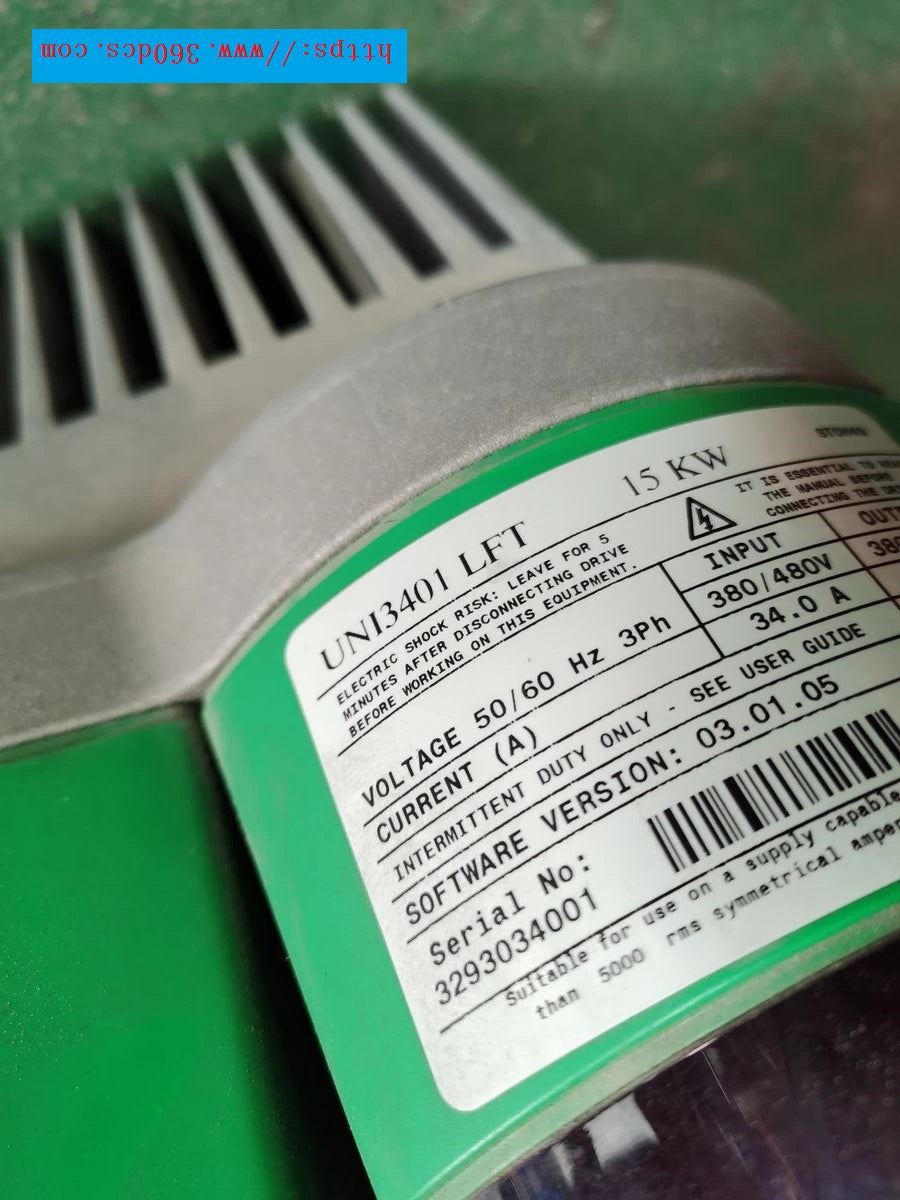 https://www.360dcs.com
UNI3401 LFT 15 KW
ELECTRIC SHOCK RISK: LEAVE FOR 5
MINUTES AFTER DISCONNECTING DRIVE
BEFORE WORKING ON THIS EQUIPMENT.
IT IS ESSENTIAL TO
THE MANUAL BEFORE
CONNECTING THE
INPUT
VOLTAGE 50/60 Hz 3Ph 380/480V
CURRENT (A) 34.0 A
INTERMITTENT DUTY ONLY - SEE USER GUIDE
SOFTWARE VERSION: 03.01.05
Serial No:
3293034001
Suitable for use on a supply capable
than 5000 rms symmetrical